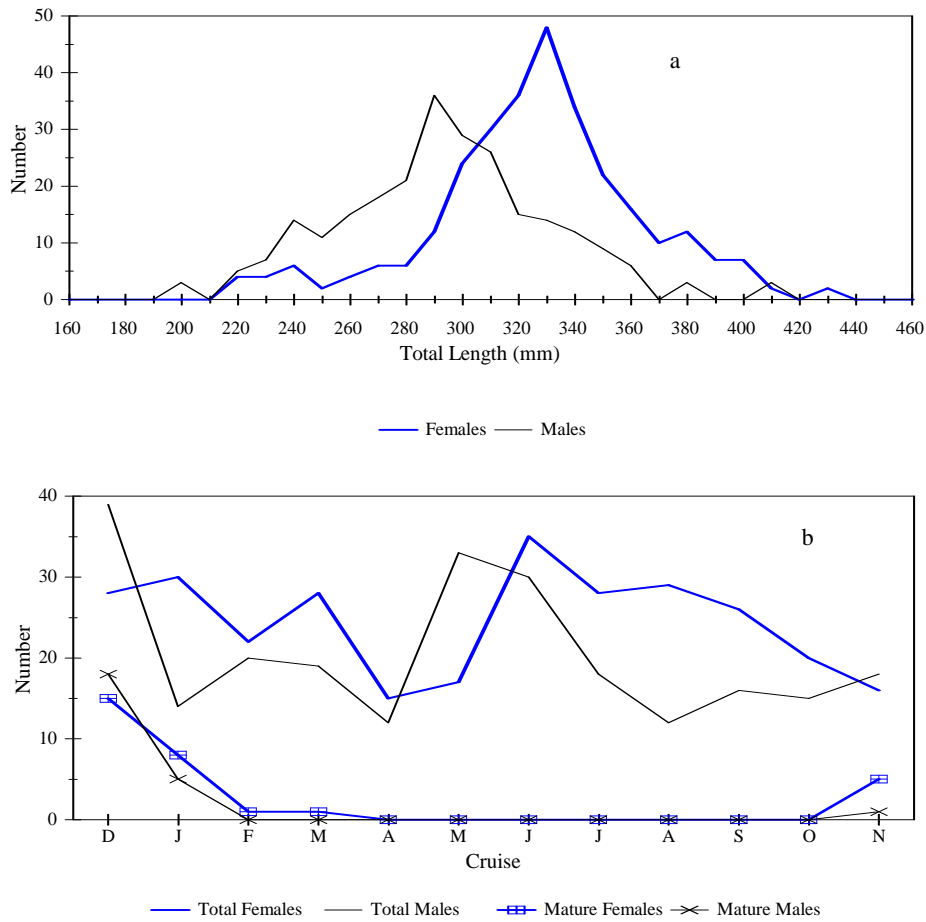 50
40
30
20
10
0
Number
a
160 180 200 220 240 260 280 300 320 340 360 380 400 420 440 460
Total Length (mm)
Females Males
40
30
20
10
0
Number
b
D J F M A M J J A S O N
Cruise
Total Females Total Males Mature Females Mature Males